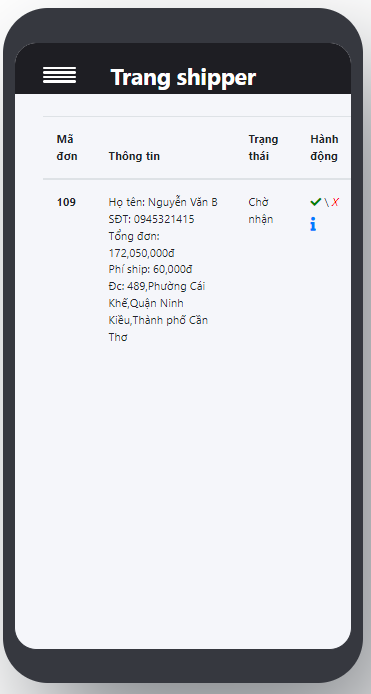 Trang shipper
Mã đơn
Thông tin
Trạng thái
Hành động
109
Họ tên: Nguyễn Văn B
SĐT: 0945321415
Tổng đơn:
172,050,000đ
Phí ship: 60,000đ
Đc: 489,Phường Cái
Khế,Quận Ninh
Kiều,Thành phố Cần
Thơ
Chờ
nhận
\ X